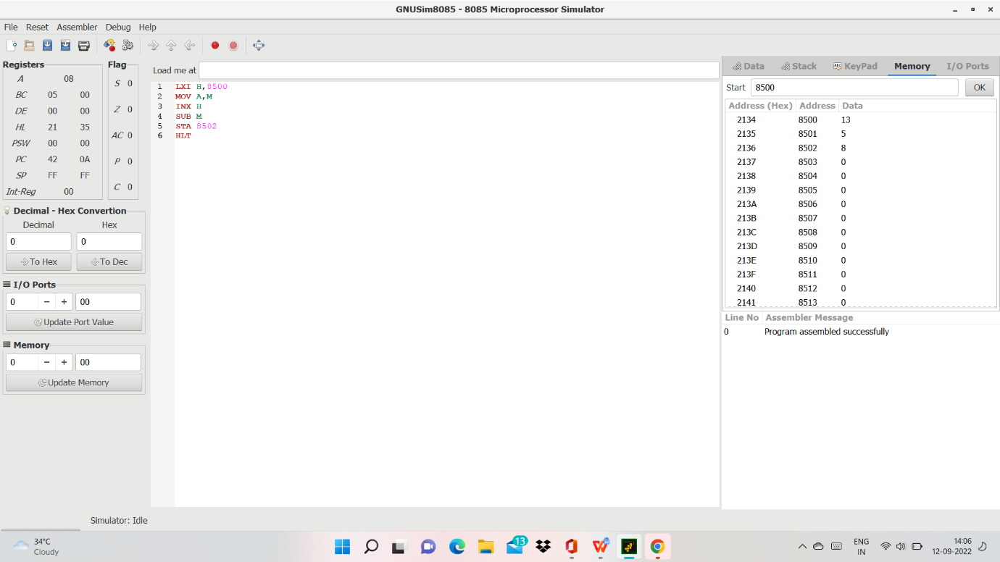 GNUSim8085 - 8085 Microprocessor Simulator
File Reset Assembler Debug Help
Registers
A 08
BC 05 00
DE 00 00
HL 21 35
PSW 00 00
PC 42 0A
SP FF FF
Int-Reg 00
Flag
S 0
Z 0
AC 0
P 0
C 0
Decimal - Hex Convertion
Decimal Hex
0 0
To Hex To Dec
I/O Ports
0 − + 00
Update Port Value
Memory
0 − + 00
Update Memory
Load me at
1 LXI H,8500
2 MOV A,M
3 INX H
4 SUB M
5 STA 8502
6 HLT
Data Stack Abc KeyPad Memory I/O Ports
Start 8500 OK
Address (Hex) Address Data
2134 8500 13
2135 8501 5
2136 8502 8
2137 8503 0
2138 8504 0
2139 8505 0
213A 8506 0
213B 8507 0
213C 8508 0
213D 8509 0
213E 8510 0
213F 8511 0
2140 8512 0
2141 8513 0
Line No Assembler Message
0 Program assembled successfully
Simulator: Idle
34°C
Cloudy
13
ENG
IN
14:06
12-09-2022